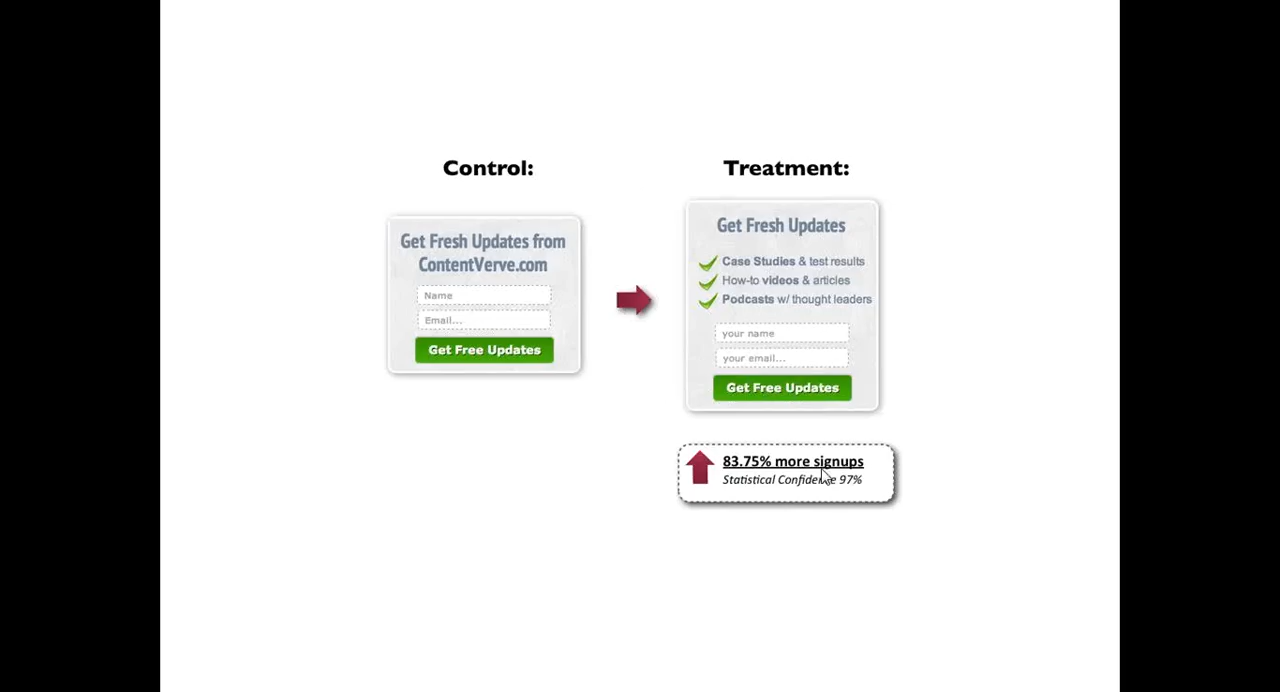 Control:
Get Fresh Updates from
ContentVerve.com
Name
Email...
Get Free Updates
Treatment:
Get Fresh Updates
Case Studies & test results
How-to videos & articles
Podcasts w/ thought leaders
your name
your email...
Get Free Updates
83.75% more signups
Statistical Confidence 97%